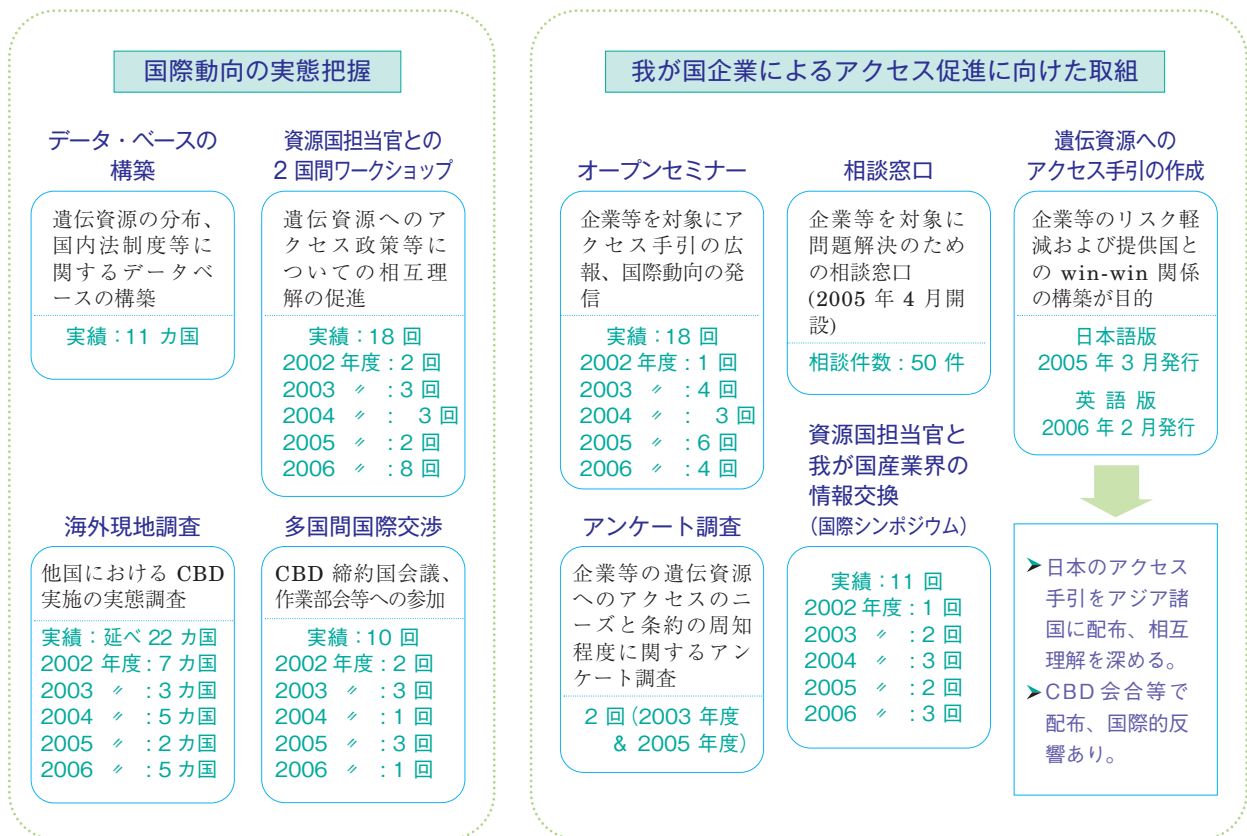 国際動向の実態把握
データ・ベースの
構築
遺伝資源の分布、
国内法制度等に
関するデータベ
ースの構築
実績：11 カ国
資源国担当官との
2 国間ワークショップ
遺伝資源へのア
クセス政策等に
ついての相互理
解の促進
実績：18 回
2002 年度：2 回
2003 〃 ：3 回
2004 〃 ： 3 回
2005 〃 ：2 回
2006 〃 ：8 回
海外現地調査
他国における CBD
実施の実態調査
実績：延べ 22 カ国
2002 年度：7 カ国
2003 〃 ：3 カ国
2004 〃 ：5 カ国
2005 〃 ：2 カ国
2006 〃 ：5 カ国
多国間国際交渉
CBD 締約国会議、
作業部会等への参加
実績：10 回
2002 年度：2 回
2003 〃 ：3 回
2004 〃 ：1 回
2005 〃 ：3 回
2006 〃 ：1 回
我が国企業によるアクセス促進に向けた取組
オープンセミナー
企業等を対象にア
クセス手引の広
報、国際動向の発
信
実績：18 回
2002 年度：1 回
2003 〃 ：4 回
2004 〃 ： 3 回
2005 〃 ：6 回
2006 〃 ：4 回
相談窓口
企業等を対象に
問題解決のため
の相談窓口
(2005 年 4 月開
設)
相談件数：50 件
遺伝資源への
アクセス手引の作成
企業等のリスク軽
減および提供国と
の win-win 関係
の構築が目的
日本語版
2005 年 3 月発行
英 語 版
2006 年 2 月発行
アンケート調査
企業等の遺伝資源
へのアクセスのニ
ーズと条約の周知
程度に関するアン
ケート調査
2 回（2003 年度
& 2005 年度）
資源国担当官と
我が国産業界の
情報交換
（国際シンポジウム）
実績：11 回
2002 年度：1 回
2003 〃 ：2 回
2004 〃 ：3 回
2005 〃 ：2 回
2006 〃 ：3 回
➤日本のアクセス
手引をアジア諸
国に配布、相互
理解を深める。
➤CBD 会合等で
配布、国際的反
響あり。